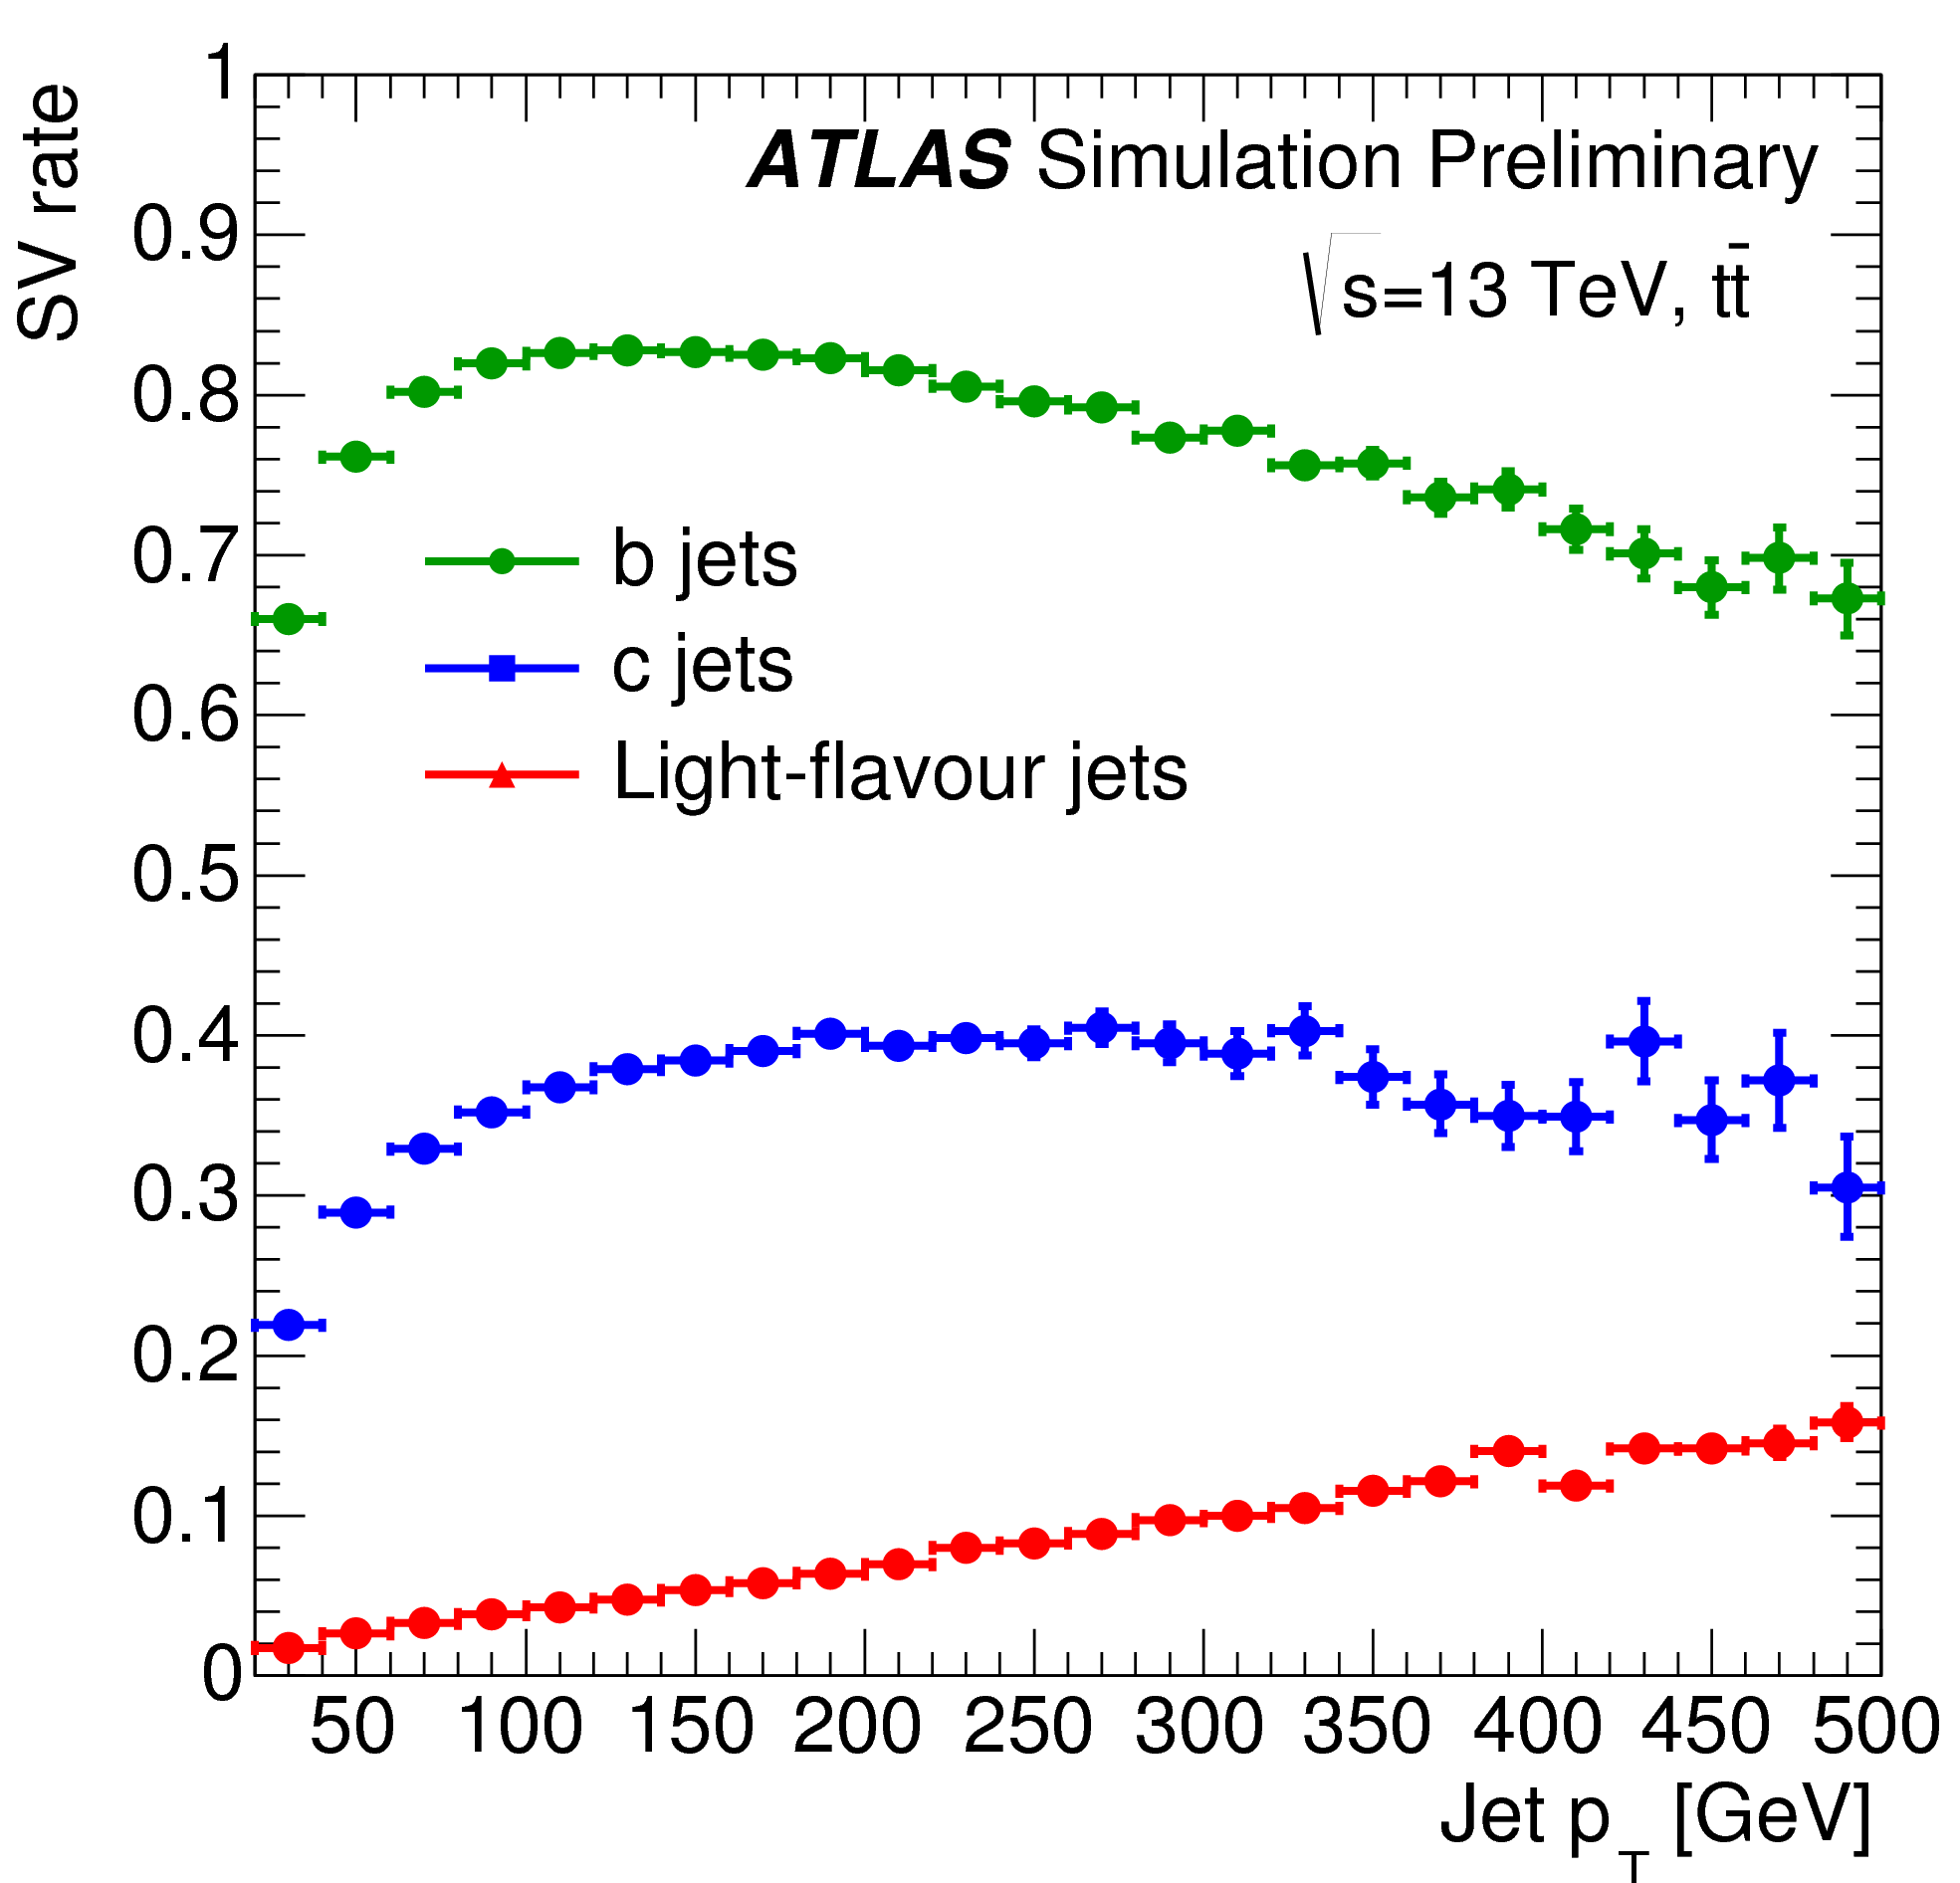 SV rate
1
0.9
0.8
0.7
0.6
0.5
0.4
0.3
0.2
0.1
0
ATLAS Simulation Preliminary
√s=13 TeV, tt̄
b jets
c jets
Light-flavour jets
50 100 150 200 250 300 350 400 450 500
Jet p_T [GeV]